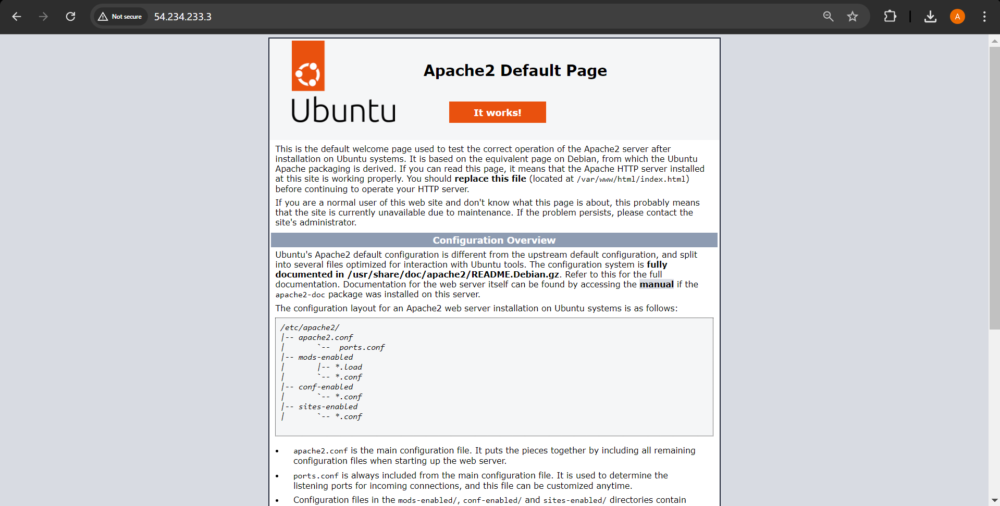 Not secure
54.234.233.3
A
Apache2 Default Page
Ubuntu
It works!
This is the default welcome page used to test the correct operation of the Apache2 server after
installation on Ubuntu systems. It is based on the equivalent page on Debian, from which the Ubuntu
Apache packaging is derived. If you can read this page, it means that the Apache HTTP server installed
at this site is working properly. You should replace this file (located at /var/www/html/index.html)
before continuing to operate your HTTP server.
If you are a normal user of this web site and don't know what this page is about, this probably means
that the site is currently unavailable due to maintenance. If the problem persists, please contact the
site's administrator.
Configuration Overview
Ubuntu's Apache2 default configuration is different from the upstream default configuration, and split
into several files optimized for interaction with Ubuntu tools. The configuration system is fully
documented in /usr/share/doc/apache2/README.Debian.gz. Refer to this for the full
documentation. Documentation for the web server itself can be found by accessing the manual if the
apache2-doc package was installed on this server.
The configuration layout for an Apache2 web server installation on Ubuntu systems is as follows:
/etc/apache2/
|-- apache2.conf
|       `--  ports.conf
|-- mods-enabled
|       |-- *.load
|       `-- *.conf
|-- conf-enabled
|       `-- *.conf
|-- sites-enabled
|       `-- *.conf
• apache2.conf is the main configuration file. It puts the pieces together by including all remaining
configuration files when starting up the web server.
• ports.conf is always included from the main configuration file. It is used to determine the
listening ports for incoming connections, and this file can be customized anytime.
• Configuration files in the mods-enabled/, conf-enabled/ and sites-enabled/ directories contain